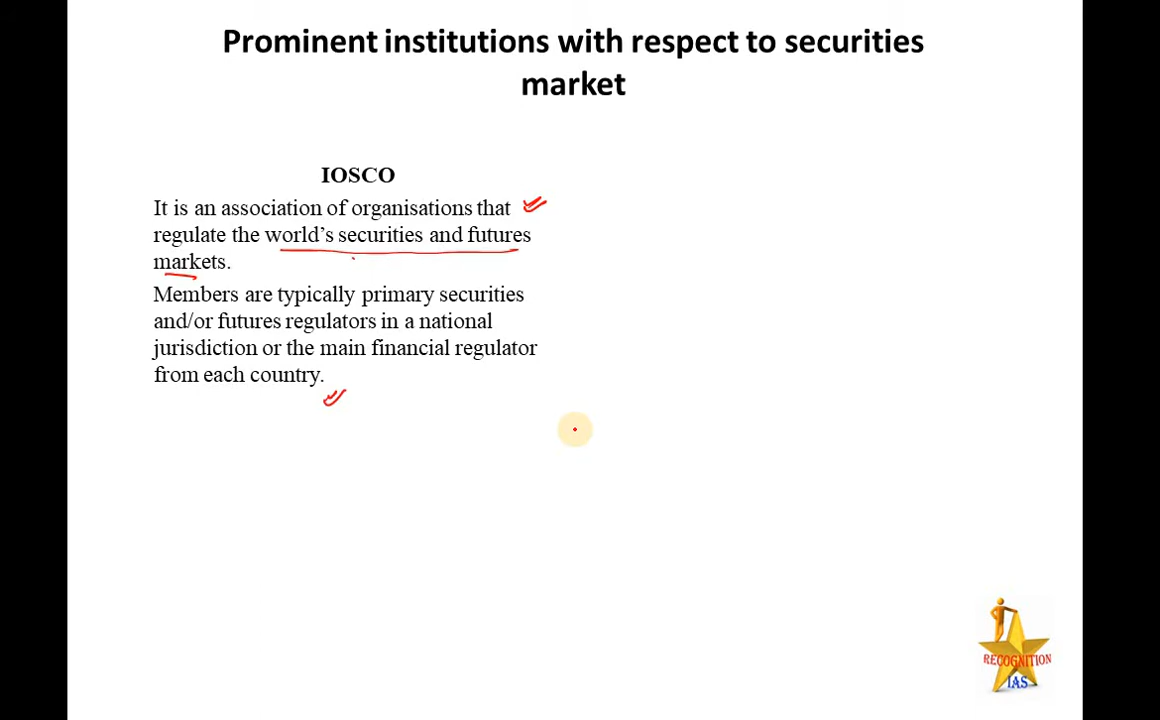 Prominent institutions with respect to securities
market
IOSCO
It is an association of organisations that
regulate the world's securities and futures
markets.
Members are typically primary securities
and/or futures regulators in a national
jurisdiction or the main financial regulator
from each country.
RECOGNITION
IAS